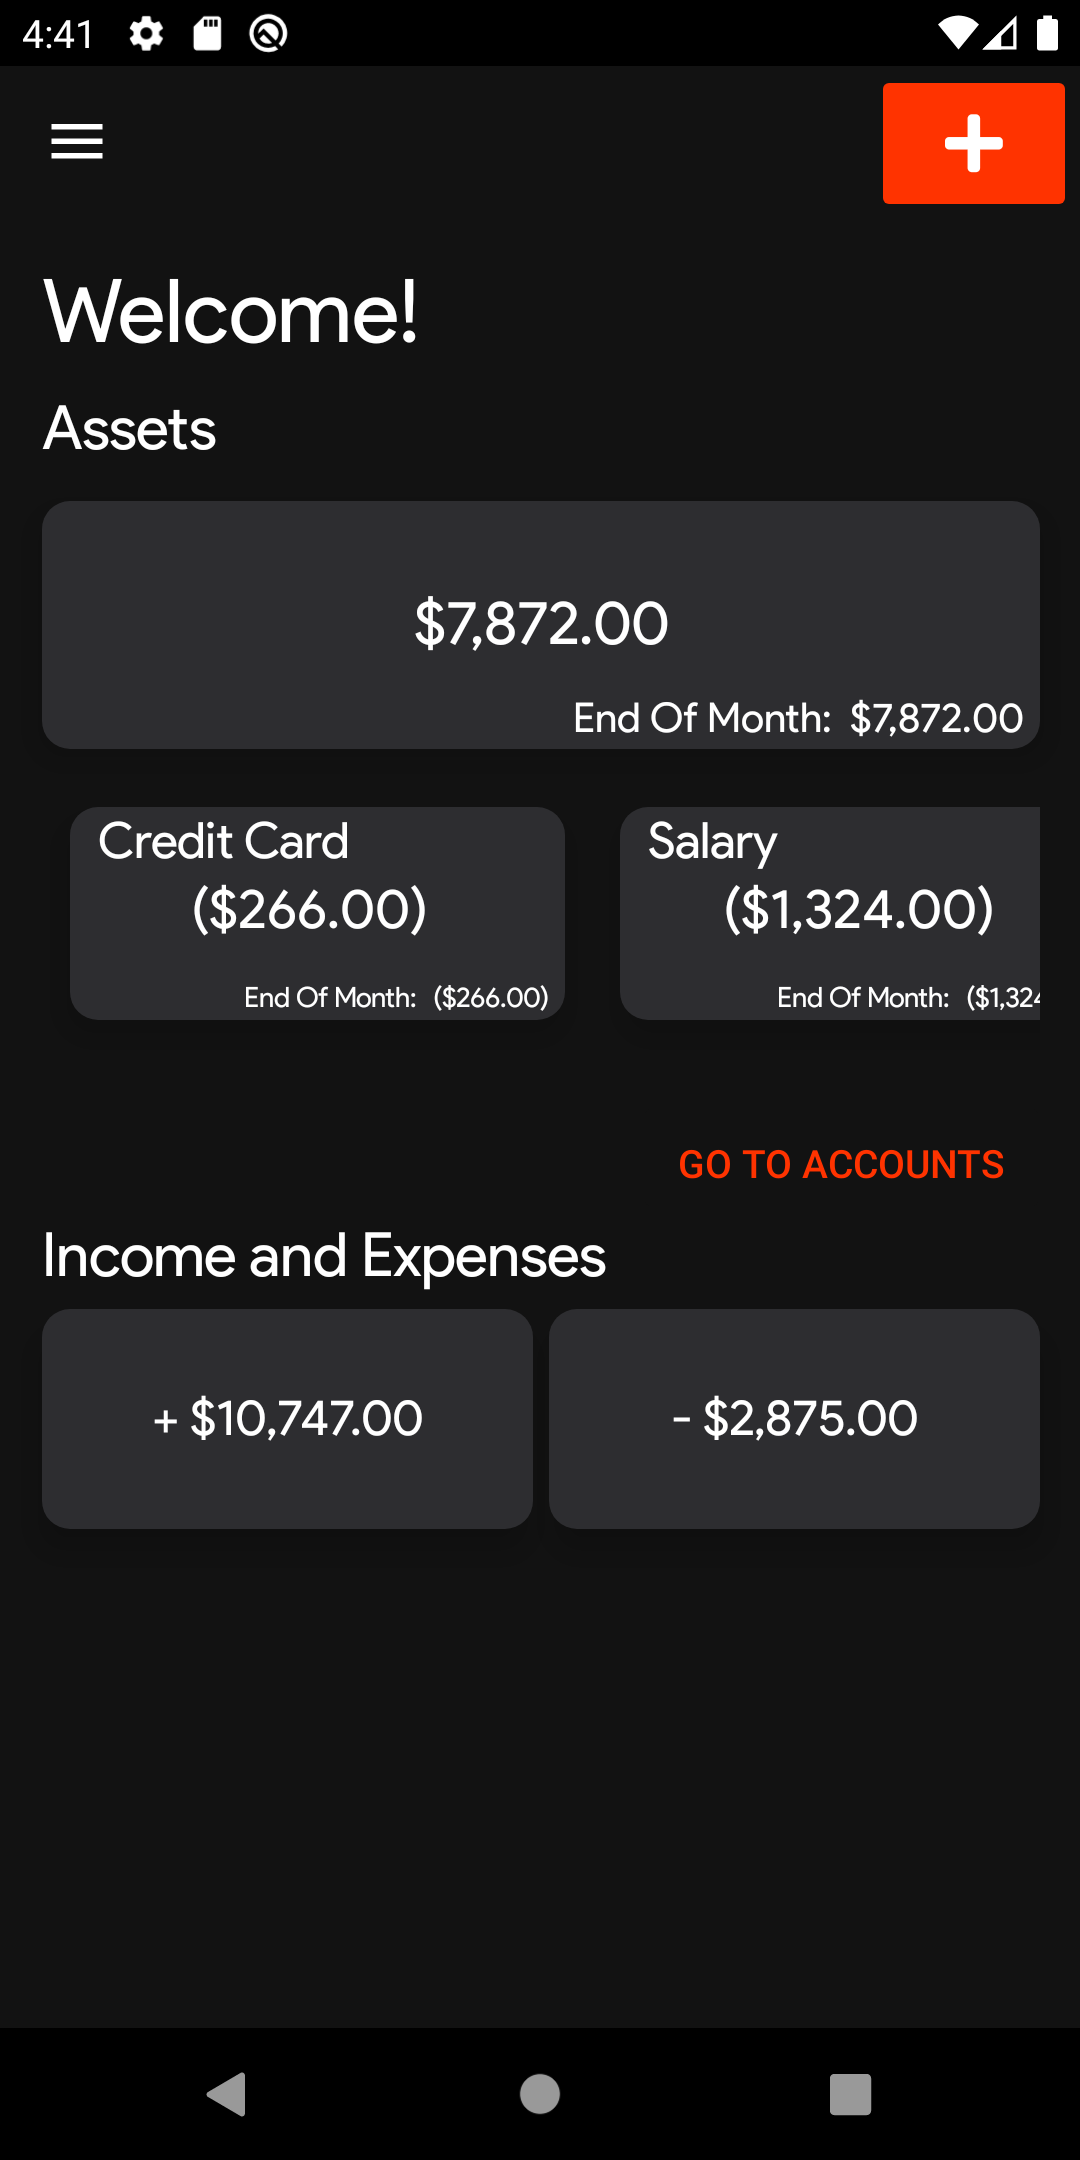 4:41
Welcome!
Assets
$7,872.00
End Of Month: $7,872.00
Credit Card
($266.00)
End Of Month: ($266.00)
Salary
($1,324.00)
End Of Month: ($1,324
GO TO ACCOUNTS
Income and Expenses
+ $10,747.00
- $2,875.00